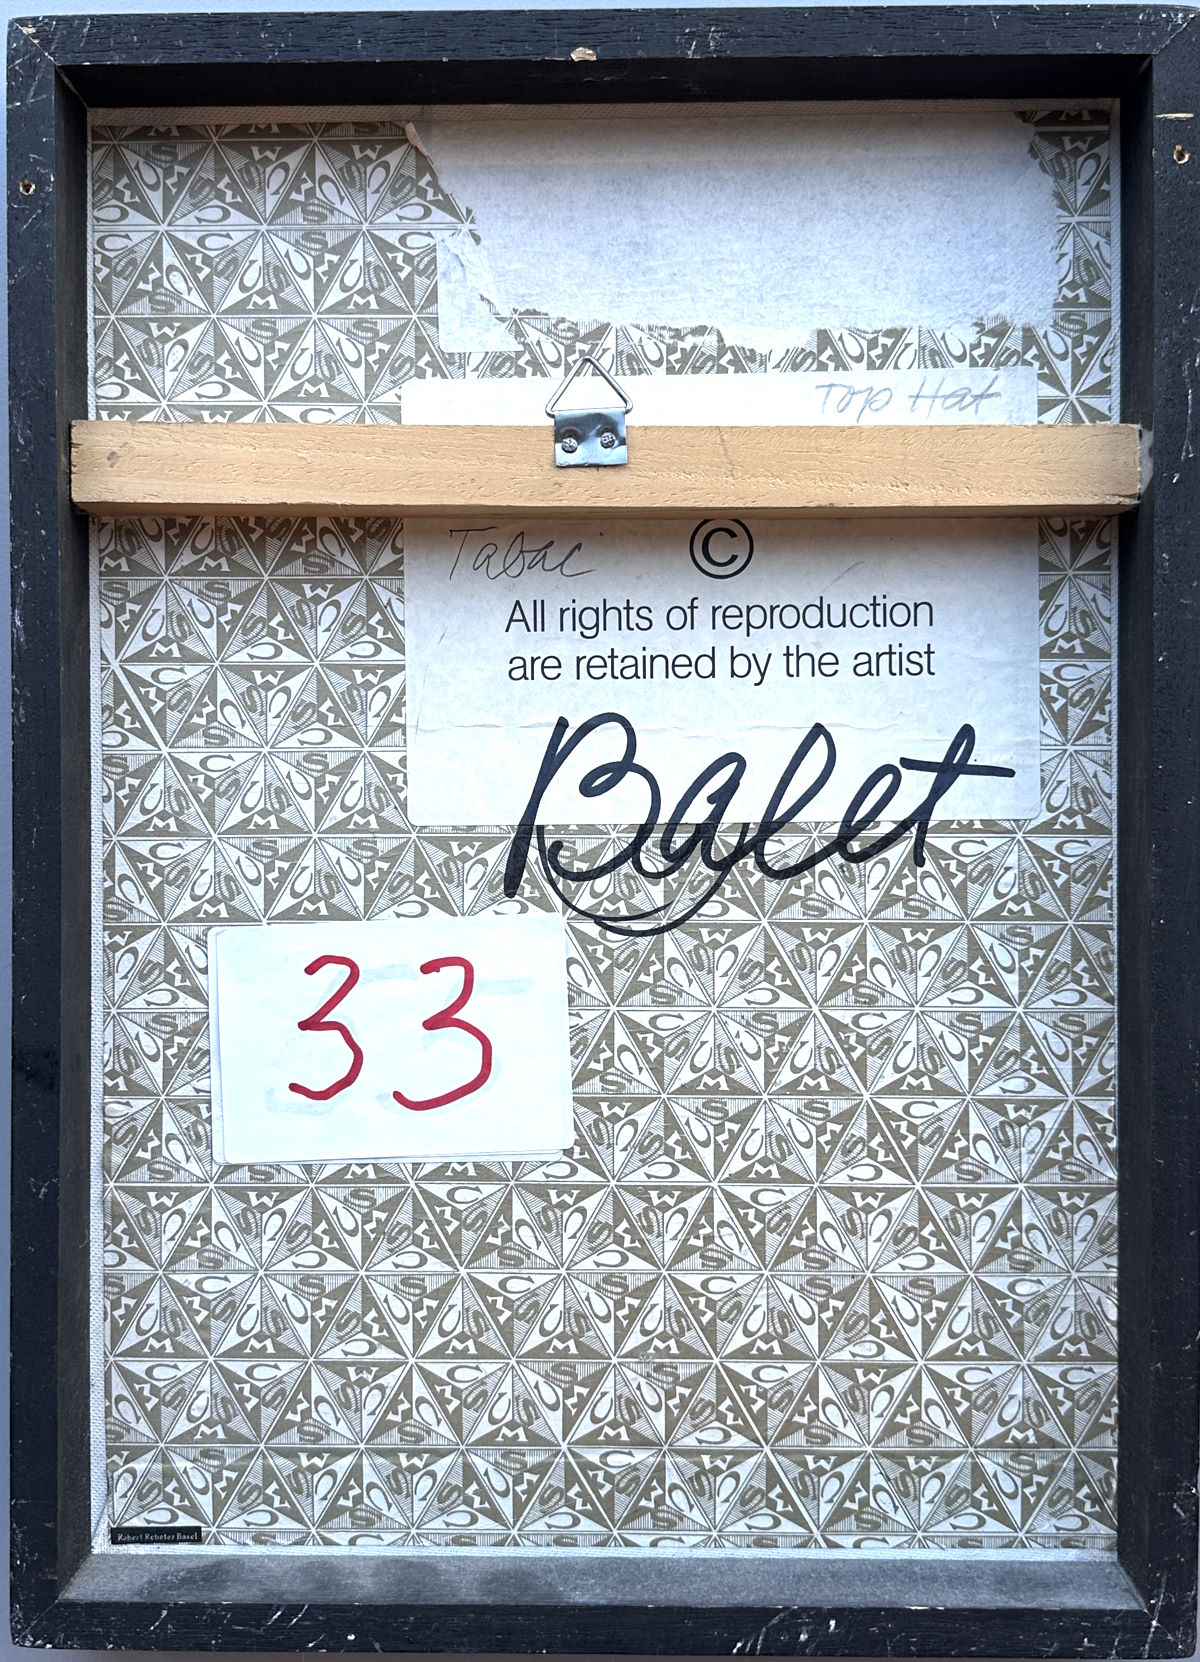 Top Hat
Tabac
©
All rights of reproduction
are retained by the artist
Balet
33
Robert Rebetez Basel